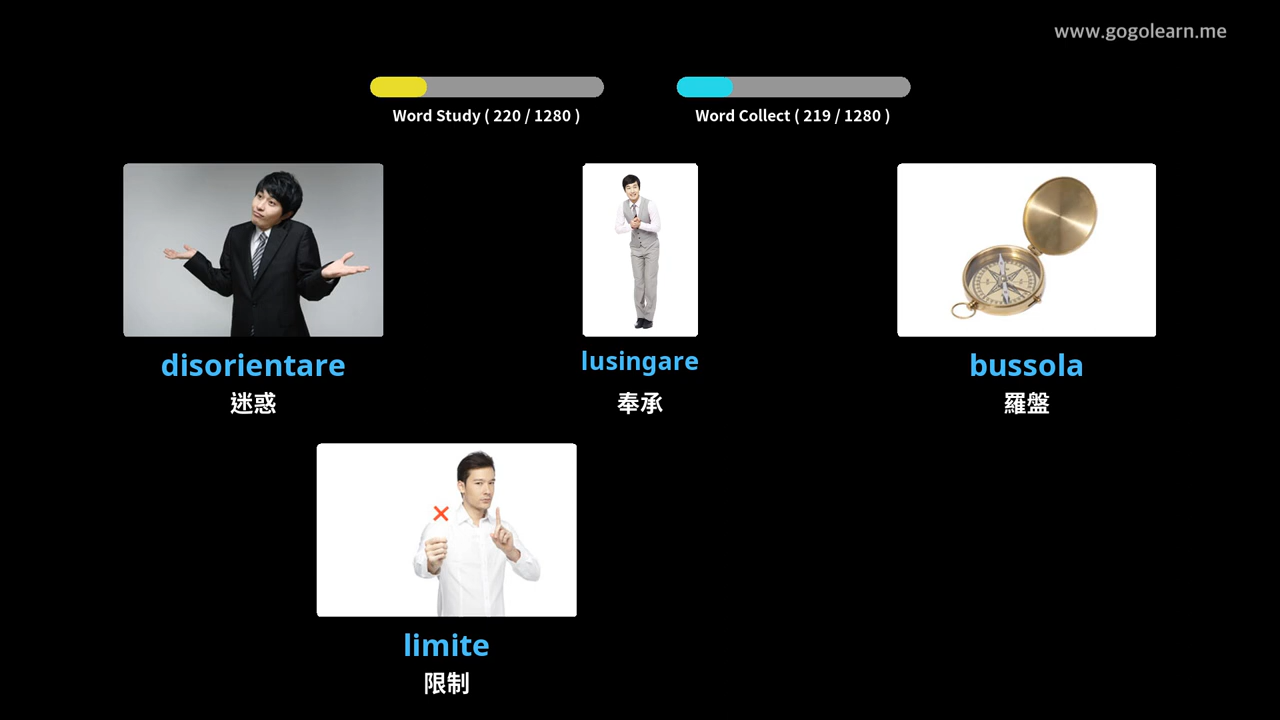 www.gogolearn.me
Word Study ( 220 / 1280 )
Word Collect ( 219 / 1280 )
disorientare
迷惑
lusingare
奉承
bussola
羅盤
limite
限制